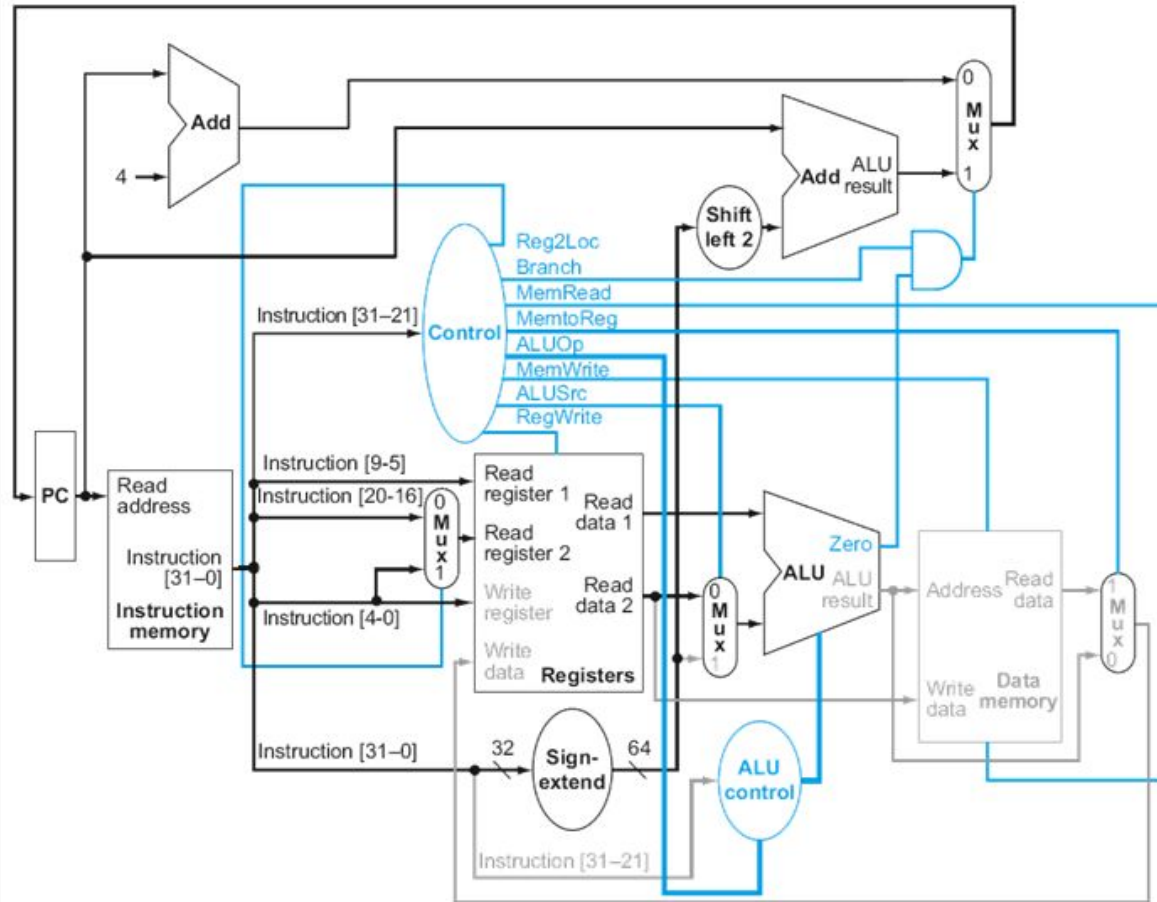 Add
4
0
M
u
x
1
Add
ALU
result
Shift
left 2
Control
Reg2Loc
Branch
MemRead
MemtoReg
ALUOp
MemWrite
ALUSrc
RegWrite
Instruction [31–21]
PC
Read
address
Instruction
[31–0]
Instruction
memory
Instruction [9-5]
Instruction [20-16]
Instruction [4-0]
0
M
u
x
1
Read
register 1
Read
register 2
Write
register
Write
data
Read
data 1
Read
data 2
Registers
0
M
u
x
1
Zero
ALU
ALU
result
Address
Read
data
Write
data
Data
memory
1
M
u
x
0
Instruction [31–0]
32
Sign-
extend
64
ALU
control
Instruction [31–21]